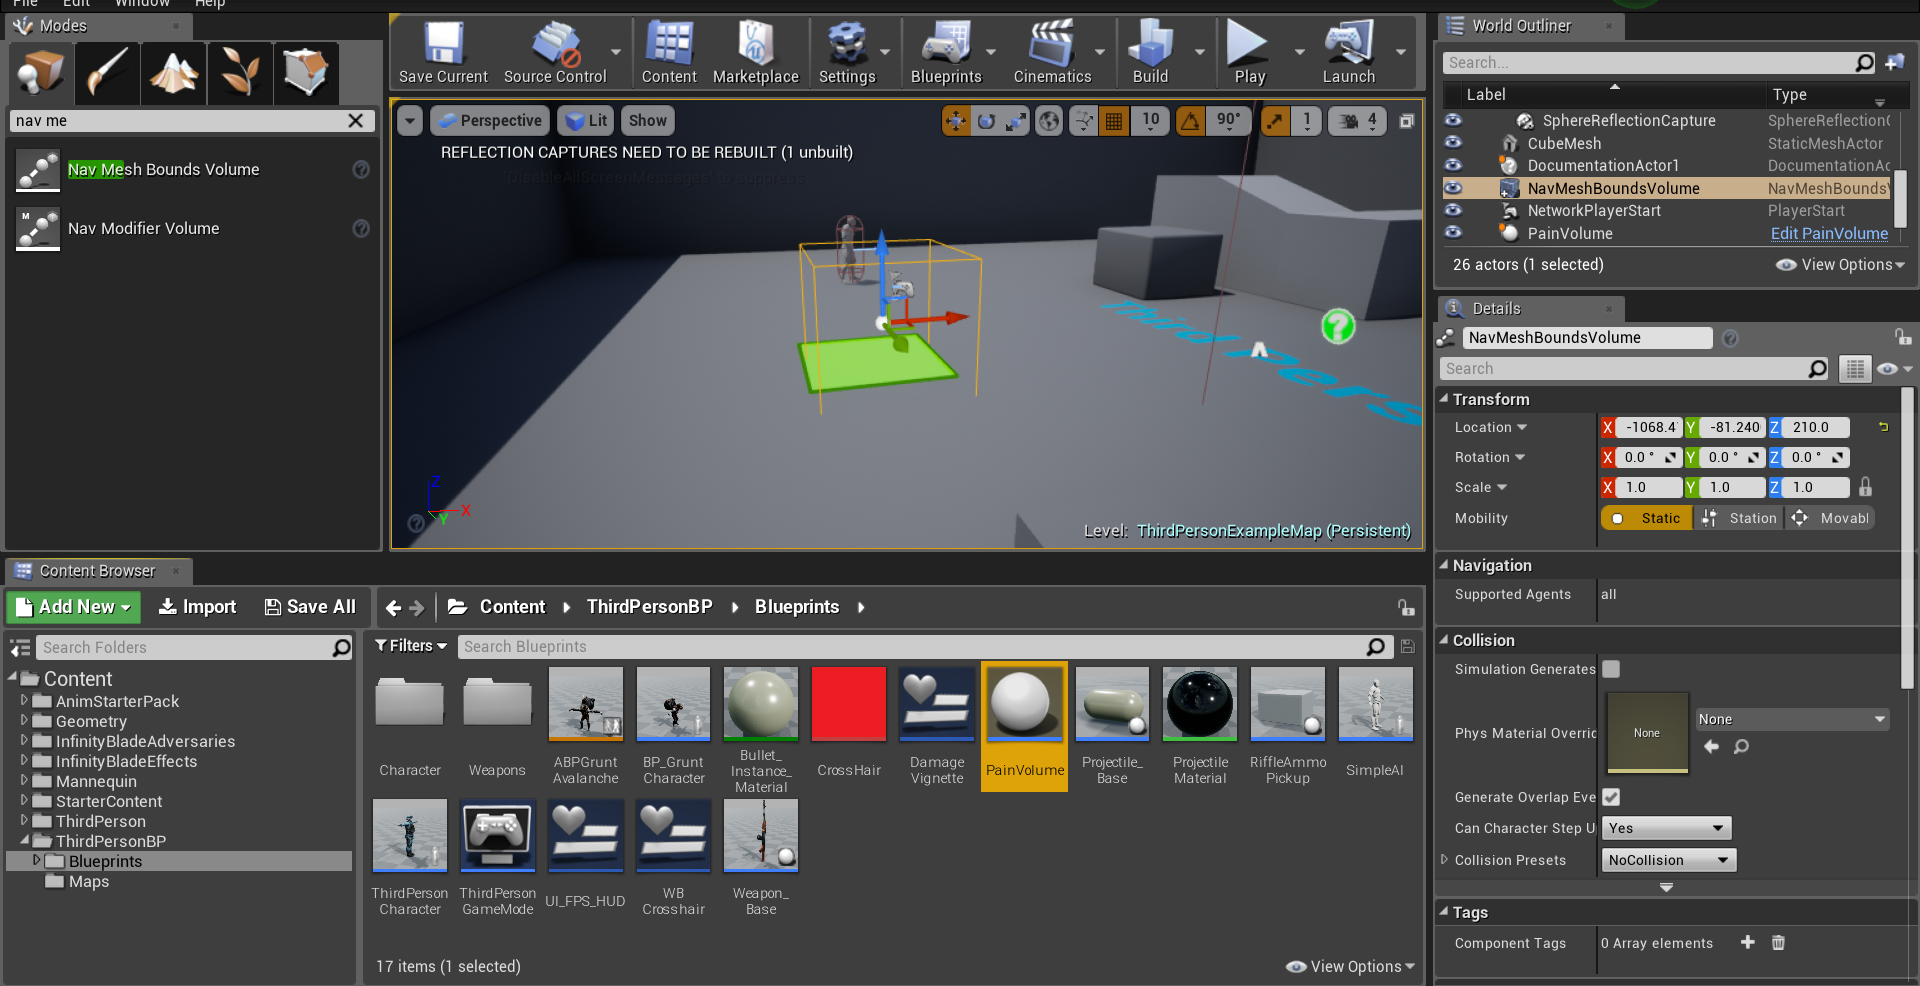 File Edit Window Help
Modes
nav me
Nav Mesh Bounds Volume
M
Nav Modifier Volume
Save Current
Source Control
Content
Marketplace
Settings
Blueprints
Cinematics
Build
Play
Launch
Perspective
Lit
Show
10
90°
1
4
REFLECTION CAPTURES NEED TO BE REBUILT (1 unbuilt)
'DisableAllScreenMessages' to suppress
Third Pers
Z
X
Y
Level: ThirdPersonExampleMap (Persistent)
World Outliner
Search...
Label
Type
SphereReflectionCapture SphereReflectionC
CubeMesh StaticMeshActor
DocumentationActor1 DocumentationAc
NavMeshBoundsVolume NavMeshBoundsV
NetworkPlayerStart PlayerStart
PainVolume Edit PainVolume
26 actors (1 selected)
View Options
Details
NavMeshBoundsVolume
Search
Transform
Location X -1068.4 Y -81.240 Z 210.0
Rotation X 0.0 ° Y 0.0 ° Z 0.0 °
Scale X 1.0 Y 1.0 Z 1.0
Mobility Static Station Movabl
Navigation
Supported Agents all
Collision
Simulation Generates
Phys Material Overric
None
None
Generate Overlap Eve
Can Character Step U
Yes
Collision Presets
NoCollision
Tags
Component Tags
0 Array elements
Content Browser
Add New
Import
Save All
Content
ThirdPersonBP
Blueprints
Search Folders
Content
AnimStarterPack
Geometry
InfinityBladeAdversaries
InfinityBladeEffects
Mannequin
StarterContent
ThirdPerson
ThirdPersonBP
Blueprints
Maps
Filters
Search Blueprints
Character
Weapons
ABPGrunt
Avalanche
BP_Grunt
Character
Bullet_
Instance_
Material
CrossHair
Damage
Vignette
PainVolume
Projectile_
Base
Projectile
Material
RiffleAmmo
Pickup
SimpleAI
ThirdPerson
Character
ThirdPerson
GameMode
UI_FPS_HUD
WB
Crosshair
Weapon_
Base
17 items (1 selected)
View Options